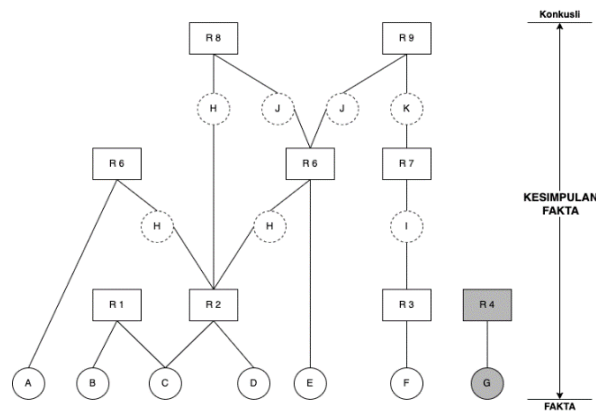 Konkusli
R 8
R 9
H
J
J
K
R 6
R 6
R 7
KESIMPULAN
FAKTA
H
H
I
R 1
R 2
R 3
R 4
A
B
C
D
E
F
G
FAKTA